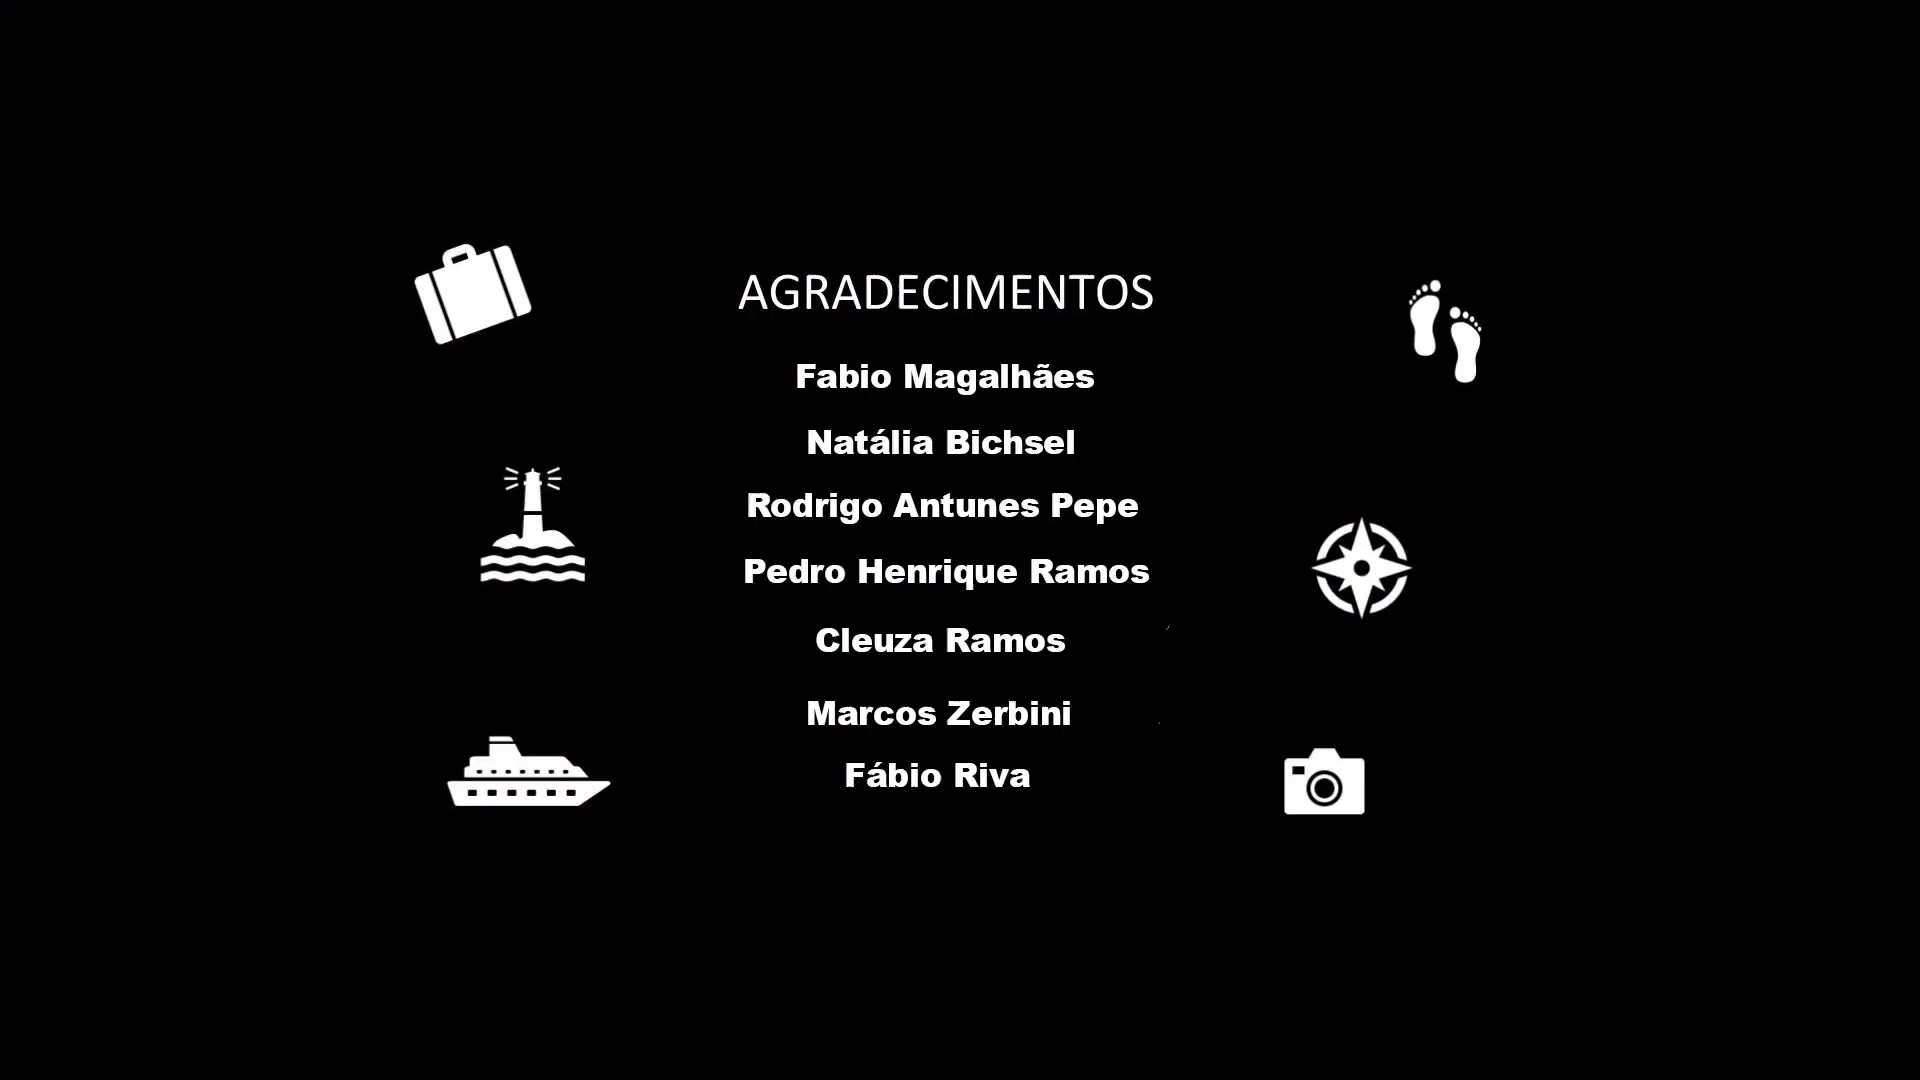 AGRADECIMENTOS
Fabio Magalhães
Natália Bichsel
Rodrigo Antunes Pepe
Pedro Henrique Ramos
Cleuza Ramos
Marcos Zerbini
Fábio Riva